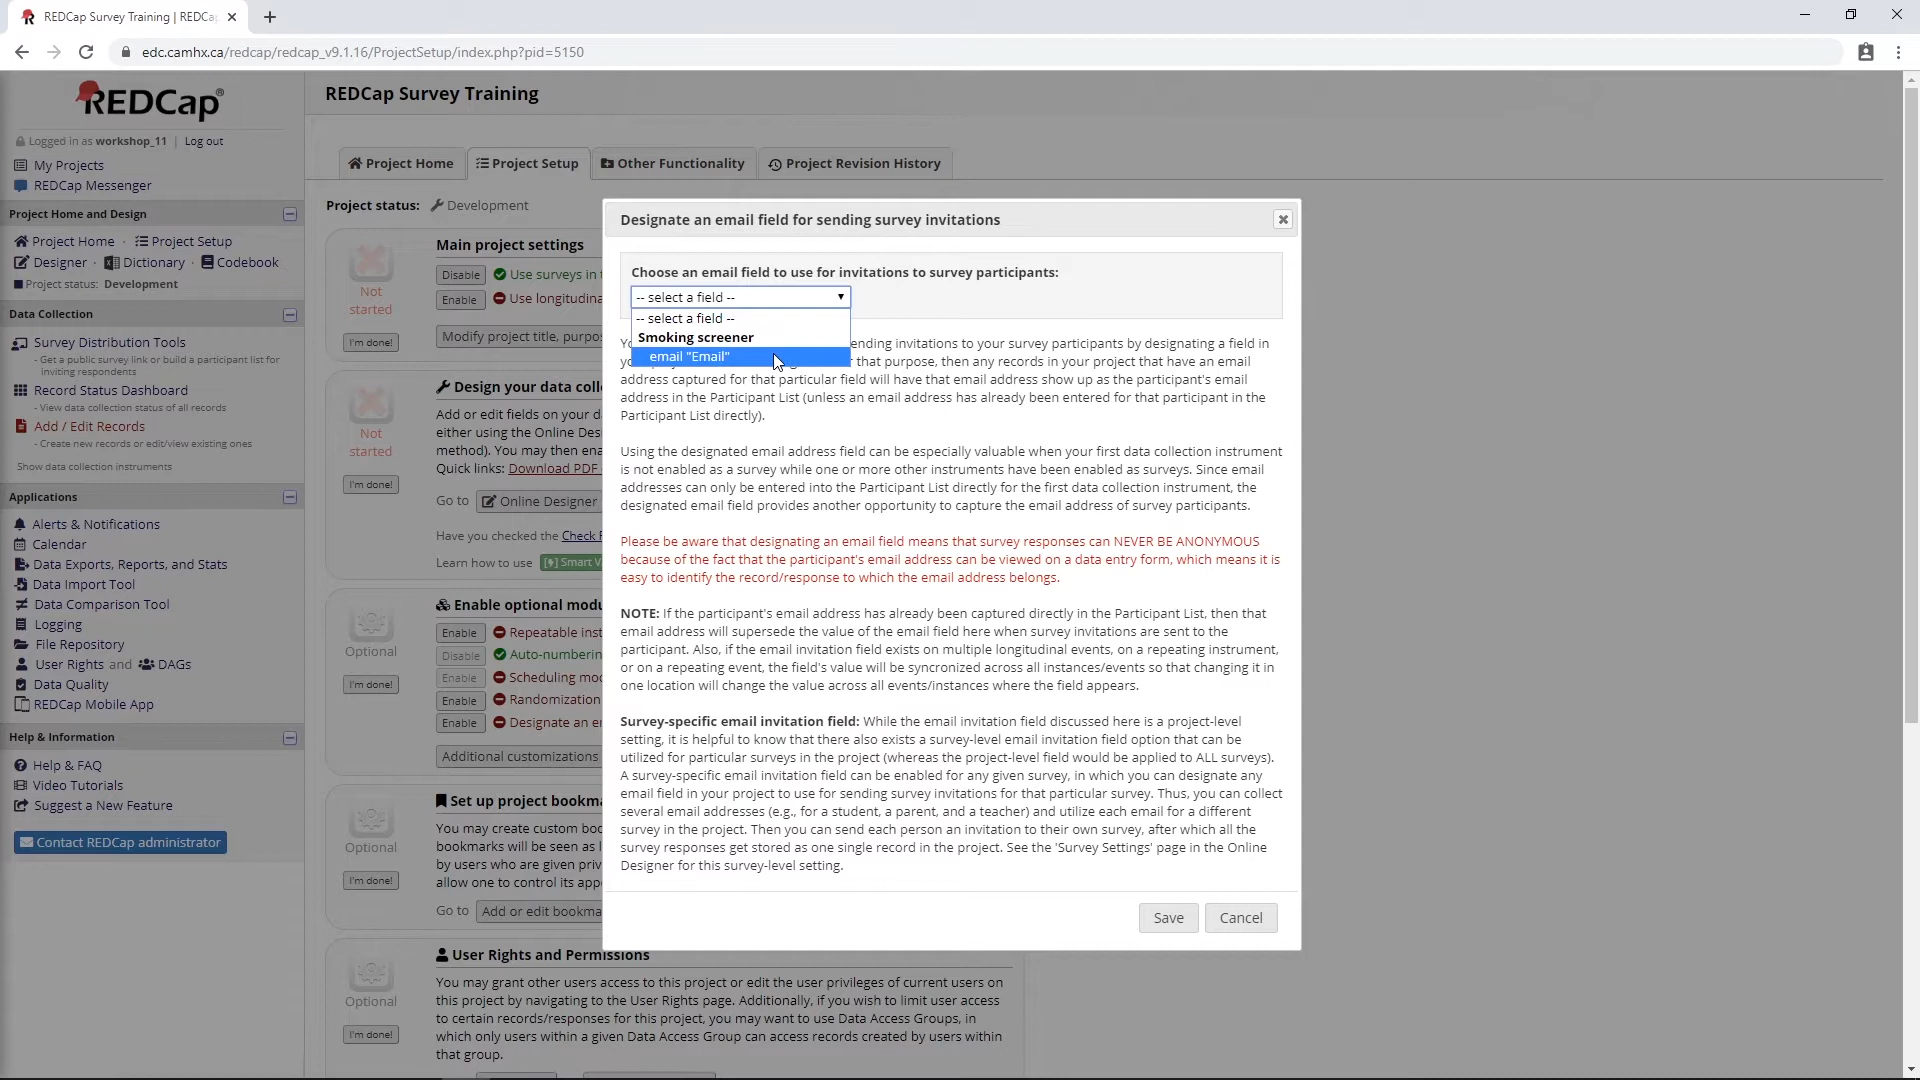 REDCap Survey Training | REDCa
edc.camhx.ca/redcap/redcap_v9.1.16/ProjectSetup/index.php?pid=5150
REDCap
Logged in as workshop_11 | Log out
My Projects
REDCap Messenger
Project Home and Design
Project Home · Project Setup
Designer · Dictionary · Codebook
Project status: Development
Data Collection
Survey Distribution Tools
- Get a public survey link or build a participant list for
inviting respondents
Record Status Dashboard
- View data collection status of all records
Add / Edit Records
- Create new records or edit/view existing ones
Show data collection instruments
Applications
Alerts & Notifications
Calendar
Data Exports, Reports, and Stats
Data Import Tool
Data Comparison Tool
Logging
File Repository
User Rights and DAGs
Data Quality
REDCap Mobile App
Help & Information
Help & FAQ
Video Tutorials
Suggest a New Feature
Contact REDCap administrator
REDCap Survey Training
Project Home
Project Setup
Other Functionality
Project Revision History
Project status: Development
Not
started
I'm done!
Main project settings
Disable Use surveys in t
Enable Use longitudina
Modify project title, purpos
Not
started
I'm done!
Design your data coll
Add or edit fields on your d
either using the Online Des
method). You may then ena
Quick links: Download PDF
Go to Online Designer
Have you checked the Check F
Learn how to use Smart V
Optional
I'm done!
Enable optional modu
Enable Repeatable inst
Disable Auto-numberin
Enable Scheduling mod
Enable Randomization
Enable Designate an e
Additional customizations
Optional
I'm done!
Set up project bookma
You may create custom boo
bookmarks will be seen as l
by users who are given priv
allow one to control its app
Go to Add or edit bookma
Optional
I'm done!
User Rights and Permissions
You may grant other users access to this project or edit the user privileges of current users on
this project by navigating to the User Rights page. Additionally, if you wish to limit user access
to certain records/responses for this project, you may want to use Data Access Groups, in
which only users within a given Data Access Group can access records created by users within
that group.
Designate an email field for sending survey invitations
Choose an email field to use for invitations to survey participants:
-- select a field --
-- select a field --
Smoking screener
email "Email"
ending invitations to your survey participants by designating a field in
that purpose, then any records in your project that have an email
address captured for that particular field will have that email address show up as the participant's email
address in the Participant List (unless an email address has already been entered for that participant in the
Participant List directly).
Using the designated email address field can be especially valuable when your first data collection instrument
is not enabled as a survey while one or more other instruments have been enabled as surveys. Since email
addresses can only be entered into the Participant List directly for the first data collection instrument, the
designated email field provides another opportunity to capture the email address of survey participants.
Please be aware that designating an email field means that survey responses can NEVER BE ANONYMOUS
because of the fact that the participant's email address can be viewed on a data entry form, which means it is
easy to identify the record/response to which the email address belongs.
NOTE: If the participant's email address has already been captured directly in the Participant List, then that
email address will supersede the value of the email field here when survey invitations are sent to the
participant. Also, if the email invitation field exists on multiple longitudinal events, on a repeating instrument,
or on a repeating event, the field's value will be syncronized across all instances/events so that changing it in
one location will change the value across all events/instances where the field appears.
Survey-specific email invitation field: While the email invitation field discussed here is a project-level
setting, it is helpful to know that there also exists a survey-level email invitation field option that can be
utilized for particular surveys in the project (whereas the project-level field would be applied to ALL surveys).
A survey-specific email invitation field can be enabled for any given survey, in which you can designate any
email field in your project to use for sending survey invitations for that particular survey. Thus, you can collect
several email addresses (e.g., for a student, a parent, and a teacher) and utilize each email for a different
survey in the project. Then you can send each person an invitation to their own survey, after which all the
survey responses get stored as one single record in the project. See the 'Survey Settings' page in the Online
Designer for this survey-level setting.
Save
Cancel